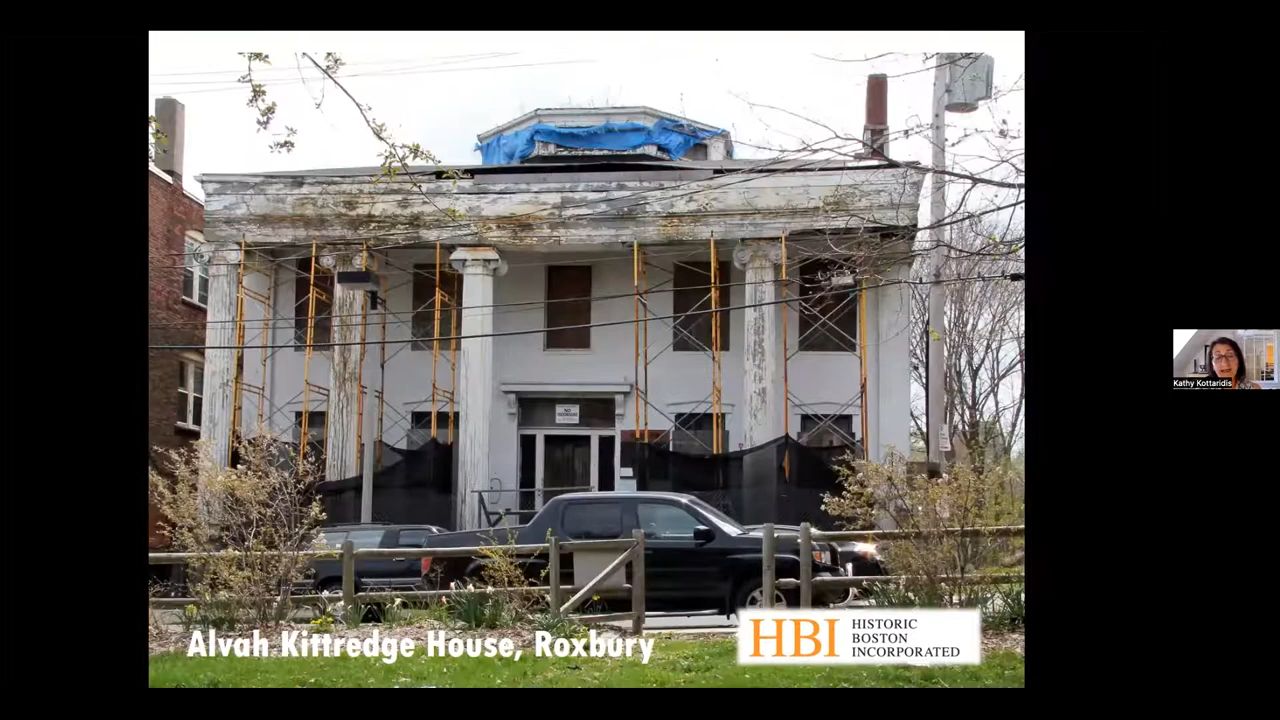 Alvah Kittredge House, Roxbury
HBI
HISTORIC
BOSTON
INCORPORATED
Kathy Kottaridis